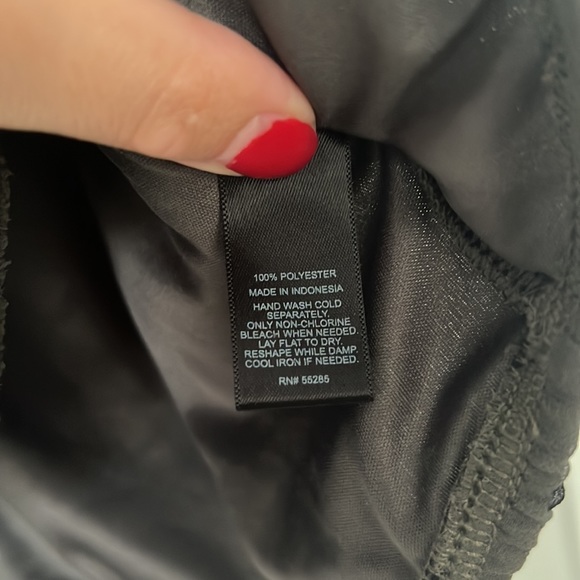 100% POLYESTER
MADE IN INDONESIA
HAND WASH COLD
SEPARATELY.
ONLY NON-CHLORINE
BLEACH WHEN NEEDED.
LAY FLAT TO DRY.
RESHAPE WHILE DAMP.
COOL IRON IF NEEDED.
RN# 55285